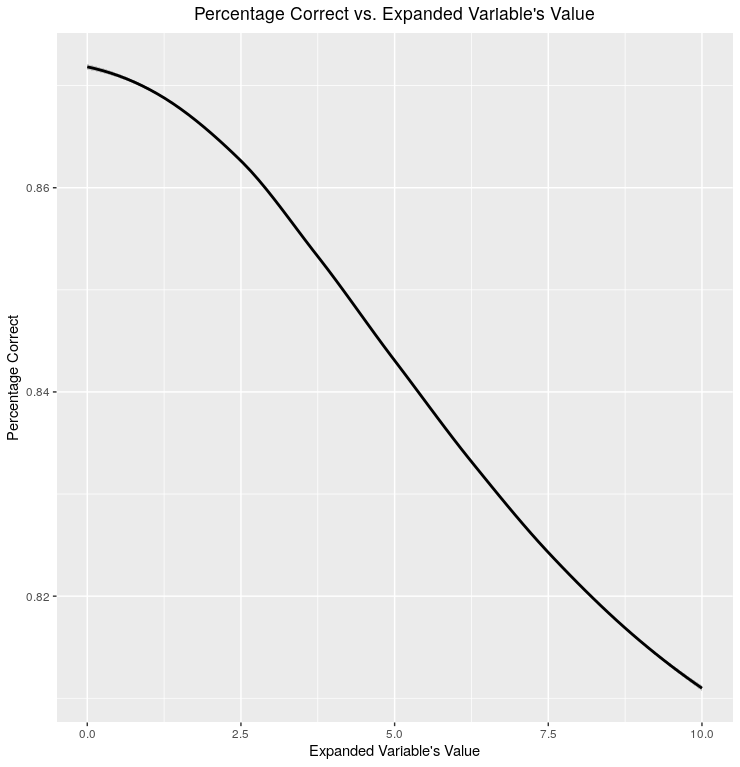 Percentage Correct vs. Expanded Variable's Value
Percentage Correct
0.86
0.84
0.82
0.0 2.5 5.0 7.5 10.0
Expanded Variable's Value